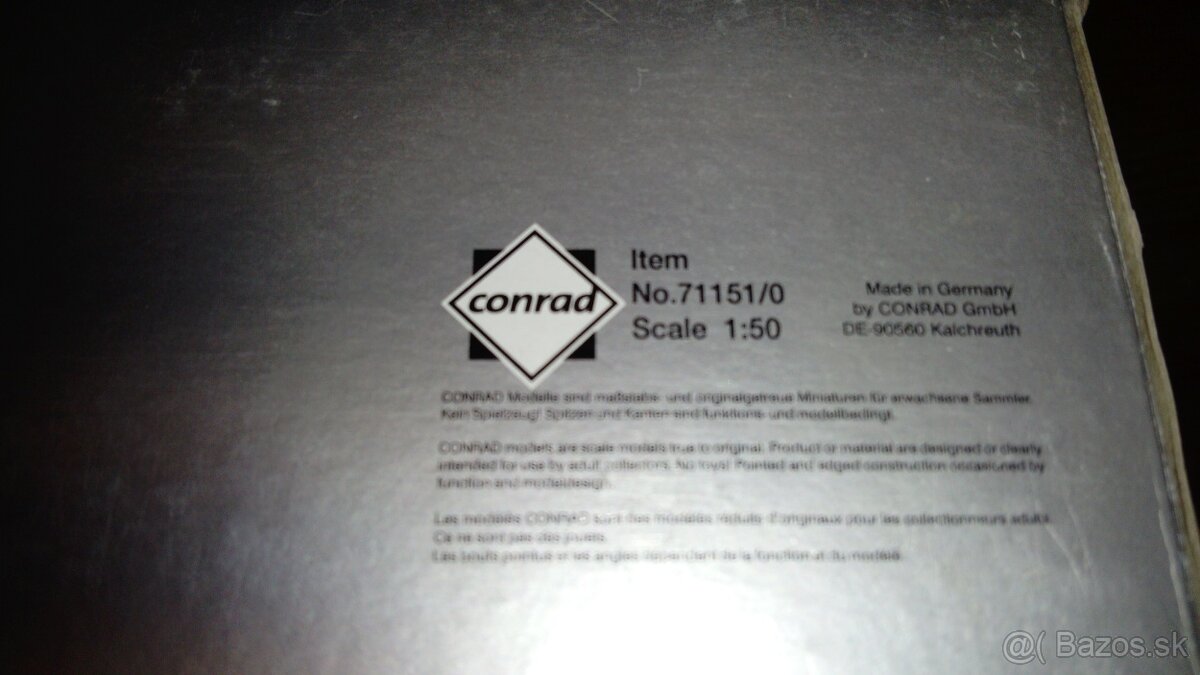 conrad
Item
No.71151/0
Scale 1:50
Made in Germany
by CONRAD GmbH
DE-90560 Kalchreuth
CONRAD Modelle sind maßstabs- und originalgetreue Miniaturen für erwachsene Sammler.
Kein Spielzeug! Spitzen und Kanten sind funktions- und modellbedingt.
CONRAD models are scale models true to original. Product or material are designed or clearly
intended for use by adult collectors. No toys! Pointed and edged construction occasioned by
function and modeldesign.
Les modèles CONRAD sont des modèles réduits d'originaux pour les collectionneurs adults.
Ce ne sont pas des jouets.
Les bouts pointus et les angles dépendent de la fonction et du modèle.
@( Bazos.sk